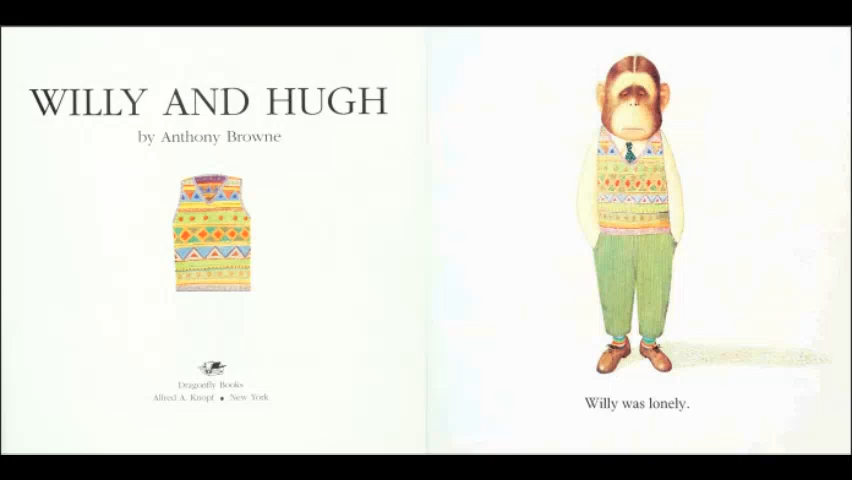 WILLY AND HUGH
by Anthony Browne
Dragonfly Books
Alfred A. Knopf • New York
Willy was lonely.